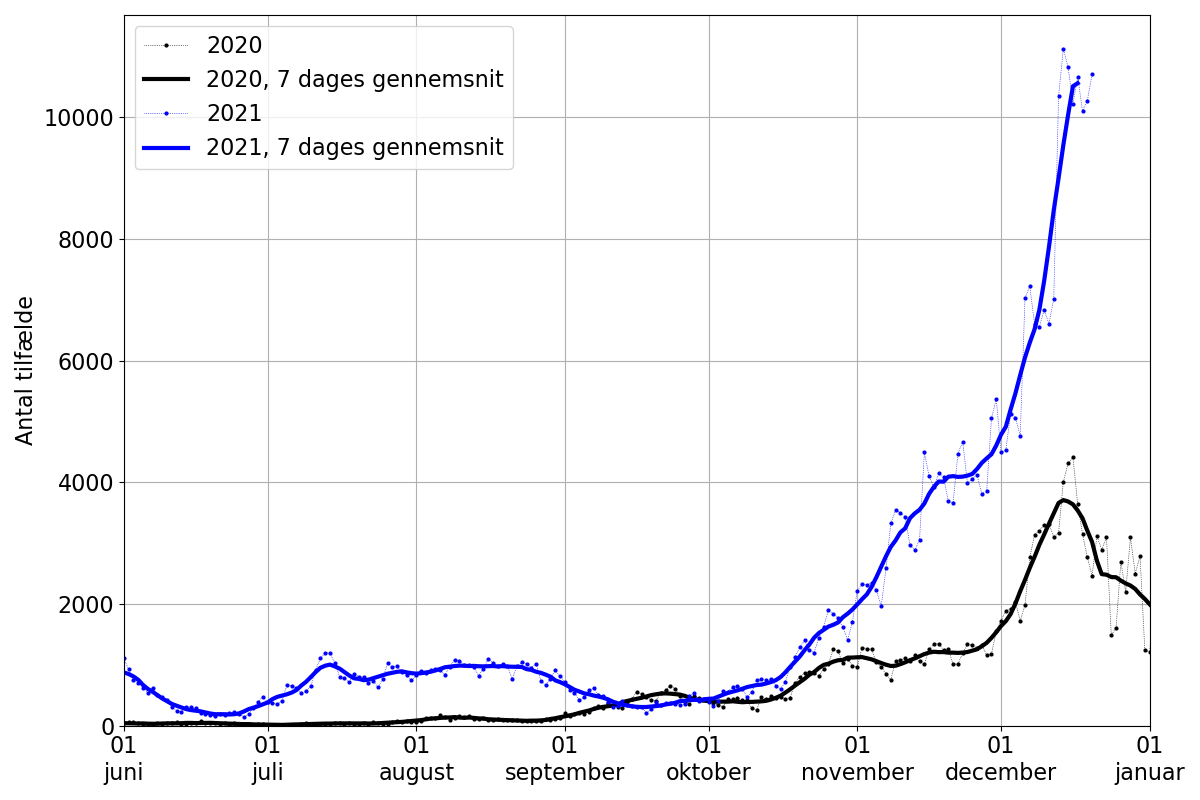 2020
2020, 7 dages gennemsnit
2021
2021, 7 dages gennemsnit
Antal tilfælde
10000
8000
6000
4000
2000
0
01 01 01 01 01 01 01 01
juni juli august september oktober november december januar